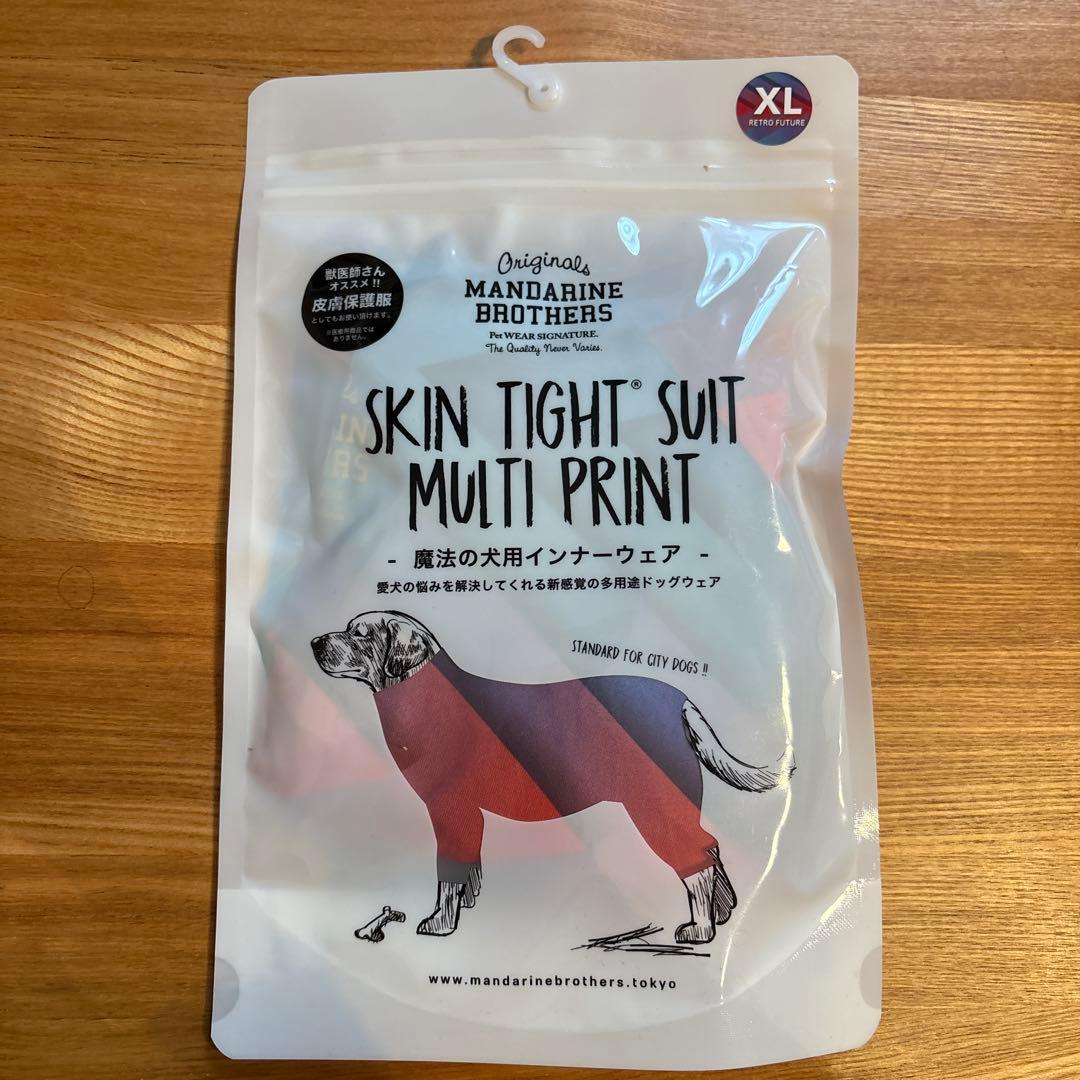 XL
RETRO FUTURE
獣医師さん
オススメ!!
皮膚保護服
としてもお使い頂けます。
※医療用商品では
ありません。
Originals
MANDARINE
BROTHERS
Pet WEAR SIGNATURE.
The Quality Never Varies.
SKIN TIGHT® SUIT
MULTI PRINT
- 魔法の犬用インナーウェア -
愛犬の悩みを解決してくれる新感覚の多用途ドッグウェア
STANDARD FOR CITY DOGS !!
www.mandarinebrothers.tokyo